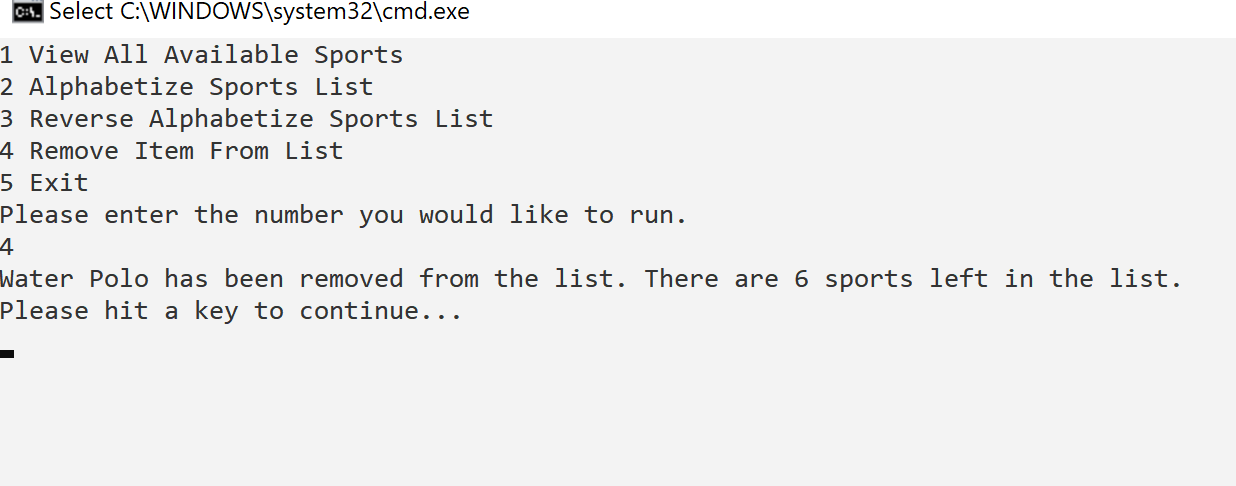 Select C:\WINDOWS\system32\cmd.exe
1 View All Available Sports
2 Alphabetize Sports List
3 Reverse Alphabetize Sports List
4 Remove Item From List
5 Exit
Please enter the number you would like to run.
4
Water Polo has been removed from the list. There are 6 sports left in the list.
Please hit a key to continue...